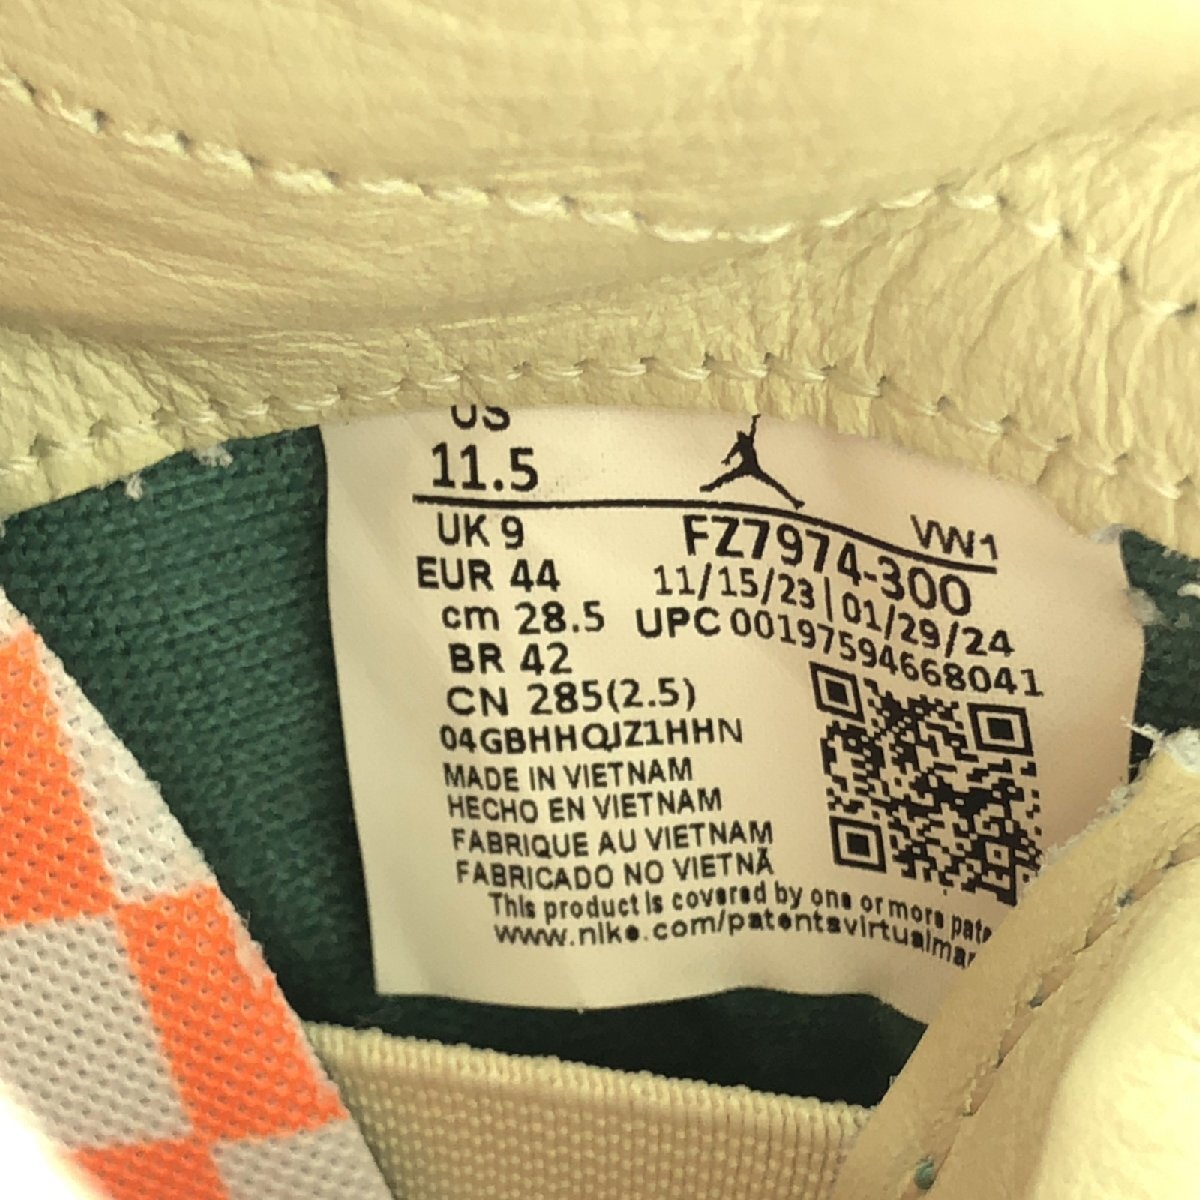 US
11.5
VW1
UK 9
FZ7974-300
EUR 44
11/15/23 | 01/29/24
cm 28.5
UPC 00197594668041
BR 42
CN 285(2.5)
04GBHHQJZ1HHN
MADE IN VIETNAM
HECHO EN VIETNAM
FABRIQUE AU VIETNAM
FABRICADO NO VIETNÃ
This product is covered by one or more pate
www.nike.com/patentsvirtualmar